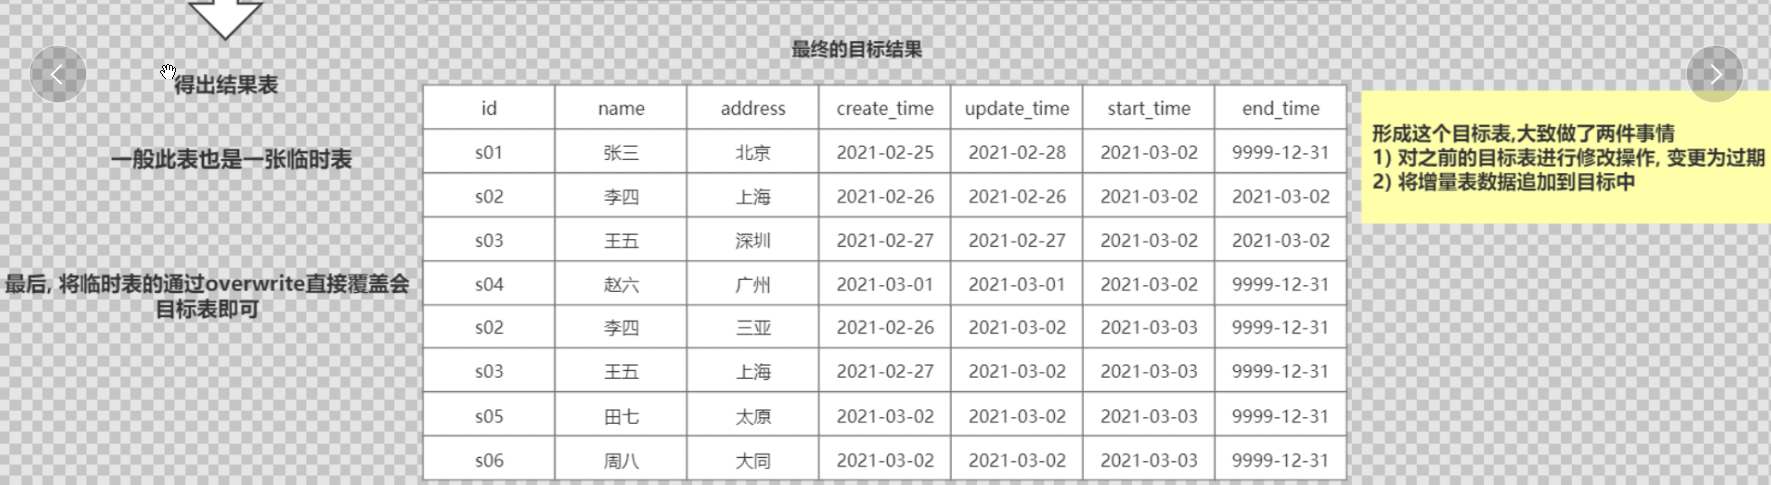 最终的目标结果
得出结果表
一般此表也是一张临时表
最后, 将临时表的通过overwrite直接覆盖会
目标表即可
id name address create_time update_time start_time end_time
s01 张三 北京 2021-02-25 2021-02-28 2021-03-02 9999-12-31
s02 李四 上海 2021-02-26 2021-02-26 2021-03-02 2021-03-02
s03 王五 深圳 2021-02-27 2021-02-27 2021-03-02 2021-03-02
s04 赵六 广州 2021-03-01 2021-03-01 2021-03-02 9999-12-31
s02 李四 三亚 2021-02-26 2021-03-02 2021-03-03 9999-12-31
s03 王五 上海 2021-02-27 2021-03-02 2021-03-03 9999-12-31
s05 田七 太原 2021-03-02 2021-03-02 2021-03-03 9999-12-31
s06 周八 大同 2021-03-02 2021-03-02 2021-03-03 9999-12-31
形成这个目标表,大致做了两件事情
1) 对之前的目标表进行修改操作, 变更为过期
2) 将增量表数据追加到目标中